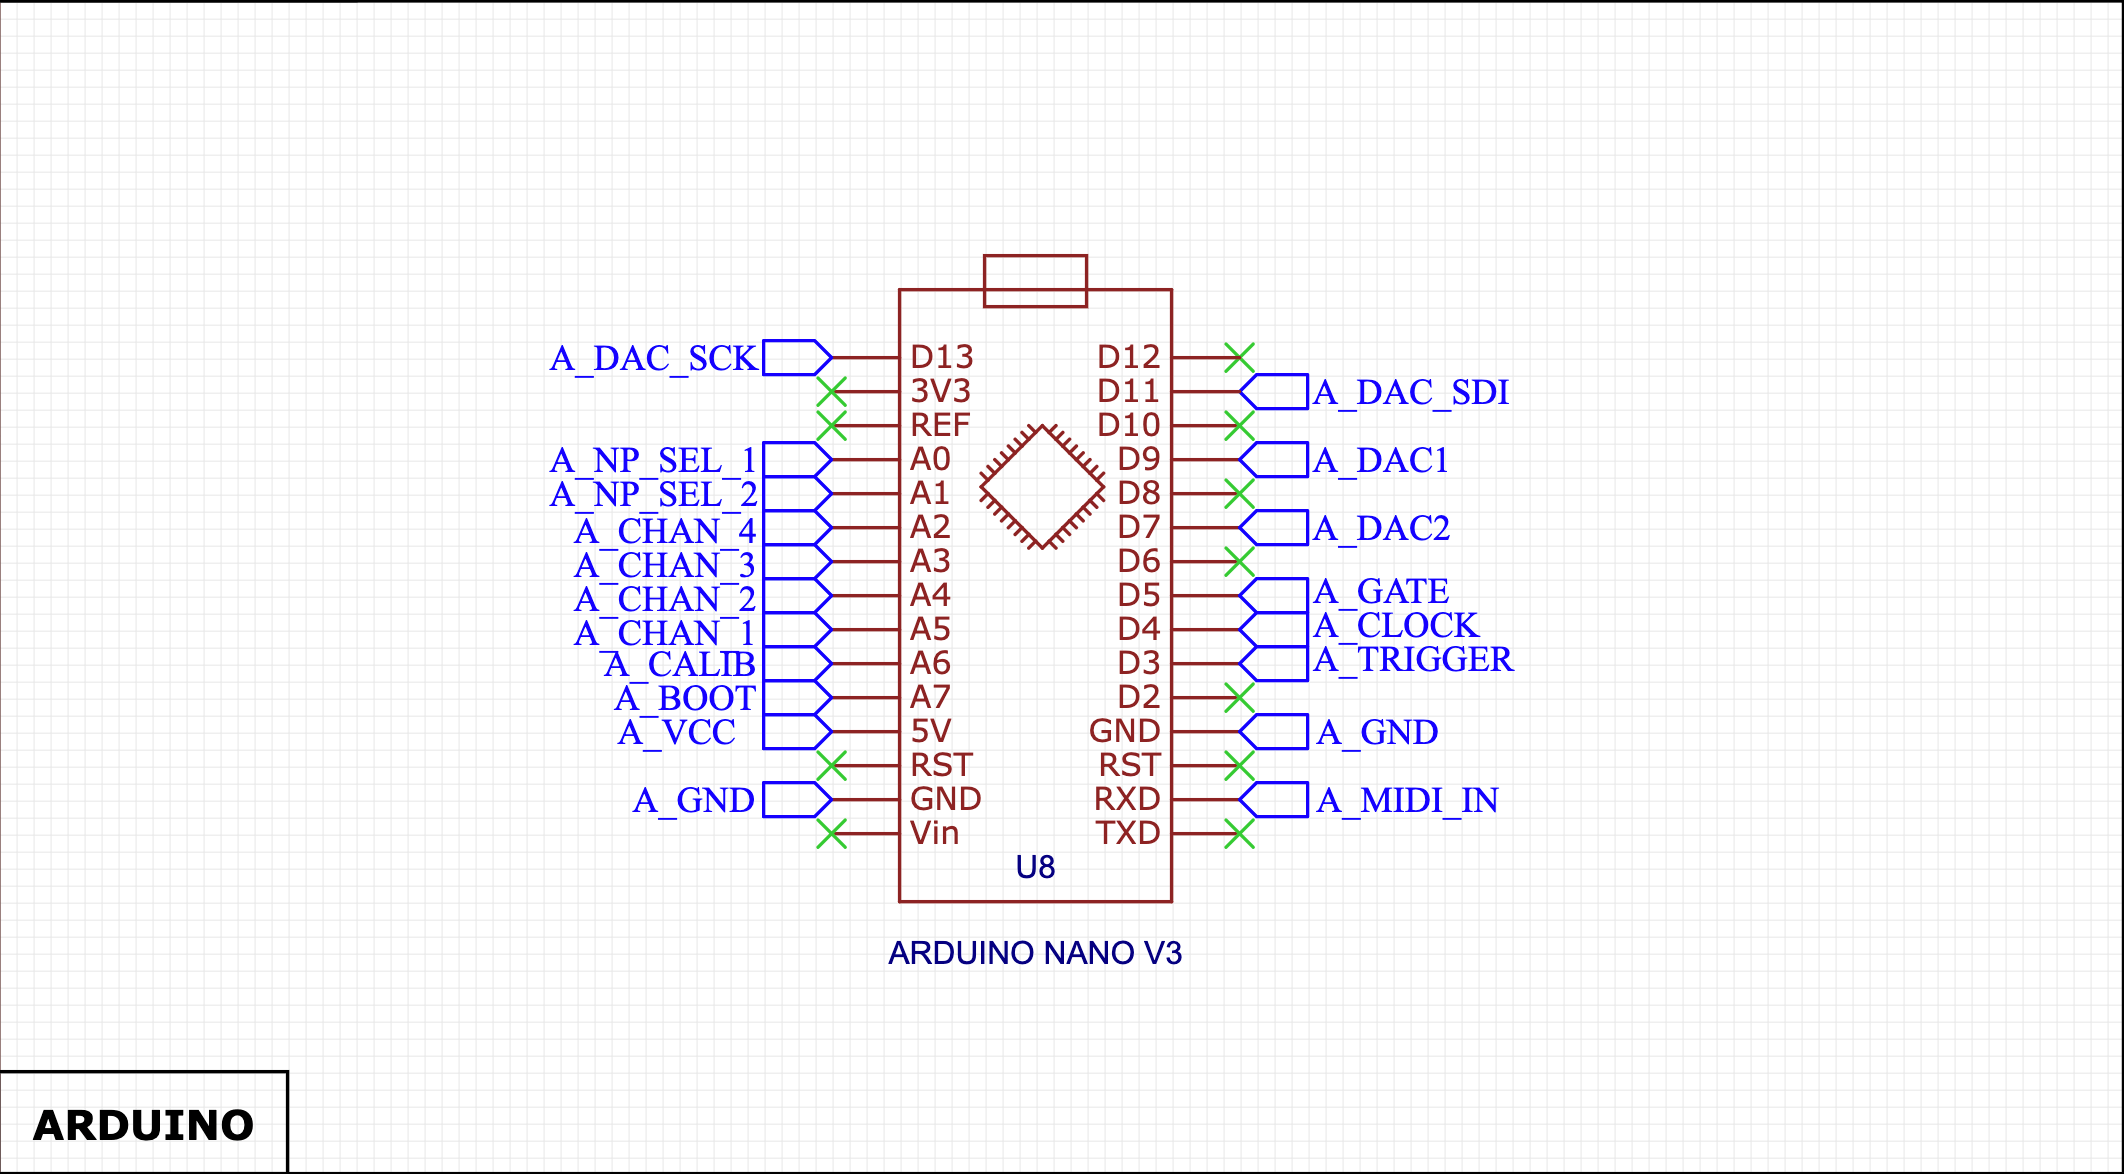 A_DAC_SCK D13 D12
3V3 D11 A_DAC_SDI
REF D10
A_NP_SEL_1 A0 D9 A_DAC1
A_NP_SEL_2 A1 D8
A_CHAN_4 A2 D7 A_DAC2
A_CHAN_3 A3 D6
A_CHAN_2 A4 D5 A_GATE
A_CHAN_1 A5 D4 A_CLOCK
A_CALIB A6 D3 A_TRIGGER
A_BOOT A7 D2
A_VCC 5V GND A_GND
RST RST
A_GND GND RXD A_MIDI_IN
Vin TXD
U8
ARDUINO NANO V3
ARDUINO